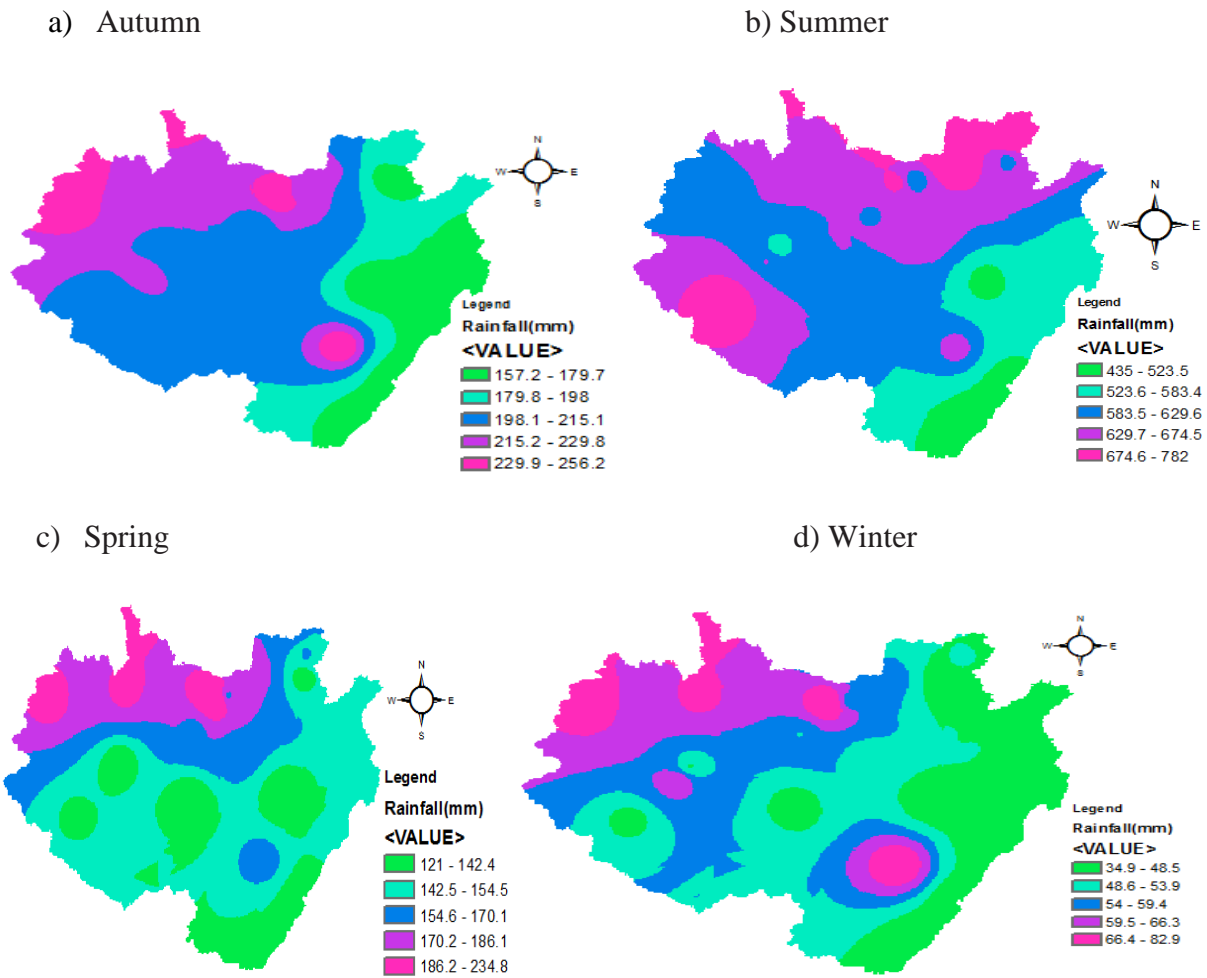 a) Autumn
b) Summer
N
W E
S
Legend
Rainfall(mm)
<VALUE>
157.2 - 179.7
179.8 - 198
198.1 - 215.1
215.2 - 229.8
229.9 - 256.2
N
W E
S
Legend
Rainfall(mm)
<VALUE>
435 - 523.5
523.6 - 583.4
583.5 - 629.6
629.7 - 674.5
674.6 - 782
c) Spring
d) Winter
N
W E
S
Legend
Rainfall(mm)
<VALUE>
121 - 142.4
142.5 - 154.5
154.6 - 170.1
170.2 - 186.1
186.2 - 234.8
N
W E
S
Legend
Rainfall(mm)
<VALUE>
34.9 - 48.5
48.6 - 53.9
54 - 59.4
59.5 - 66.3
66.4 - 82.9